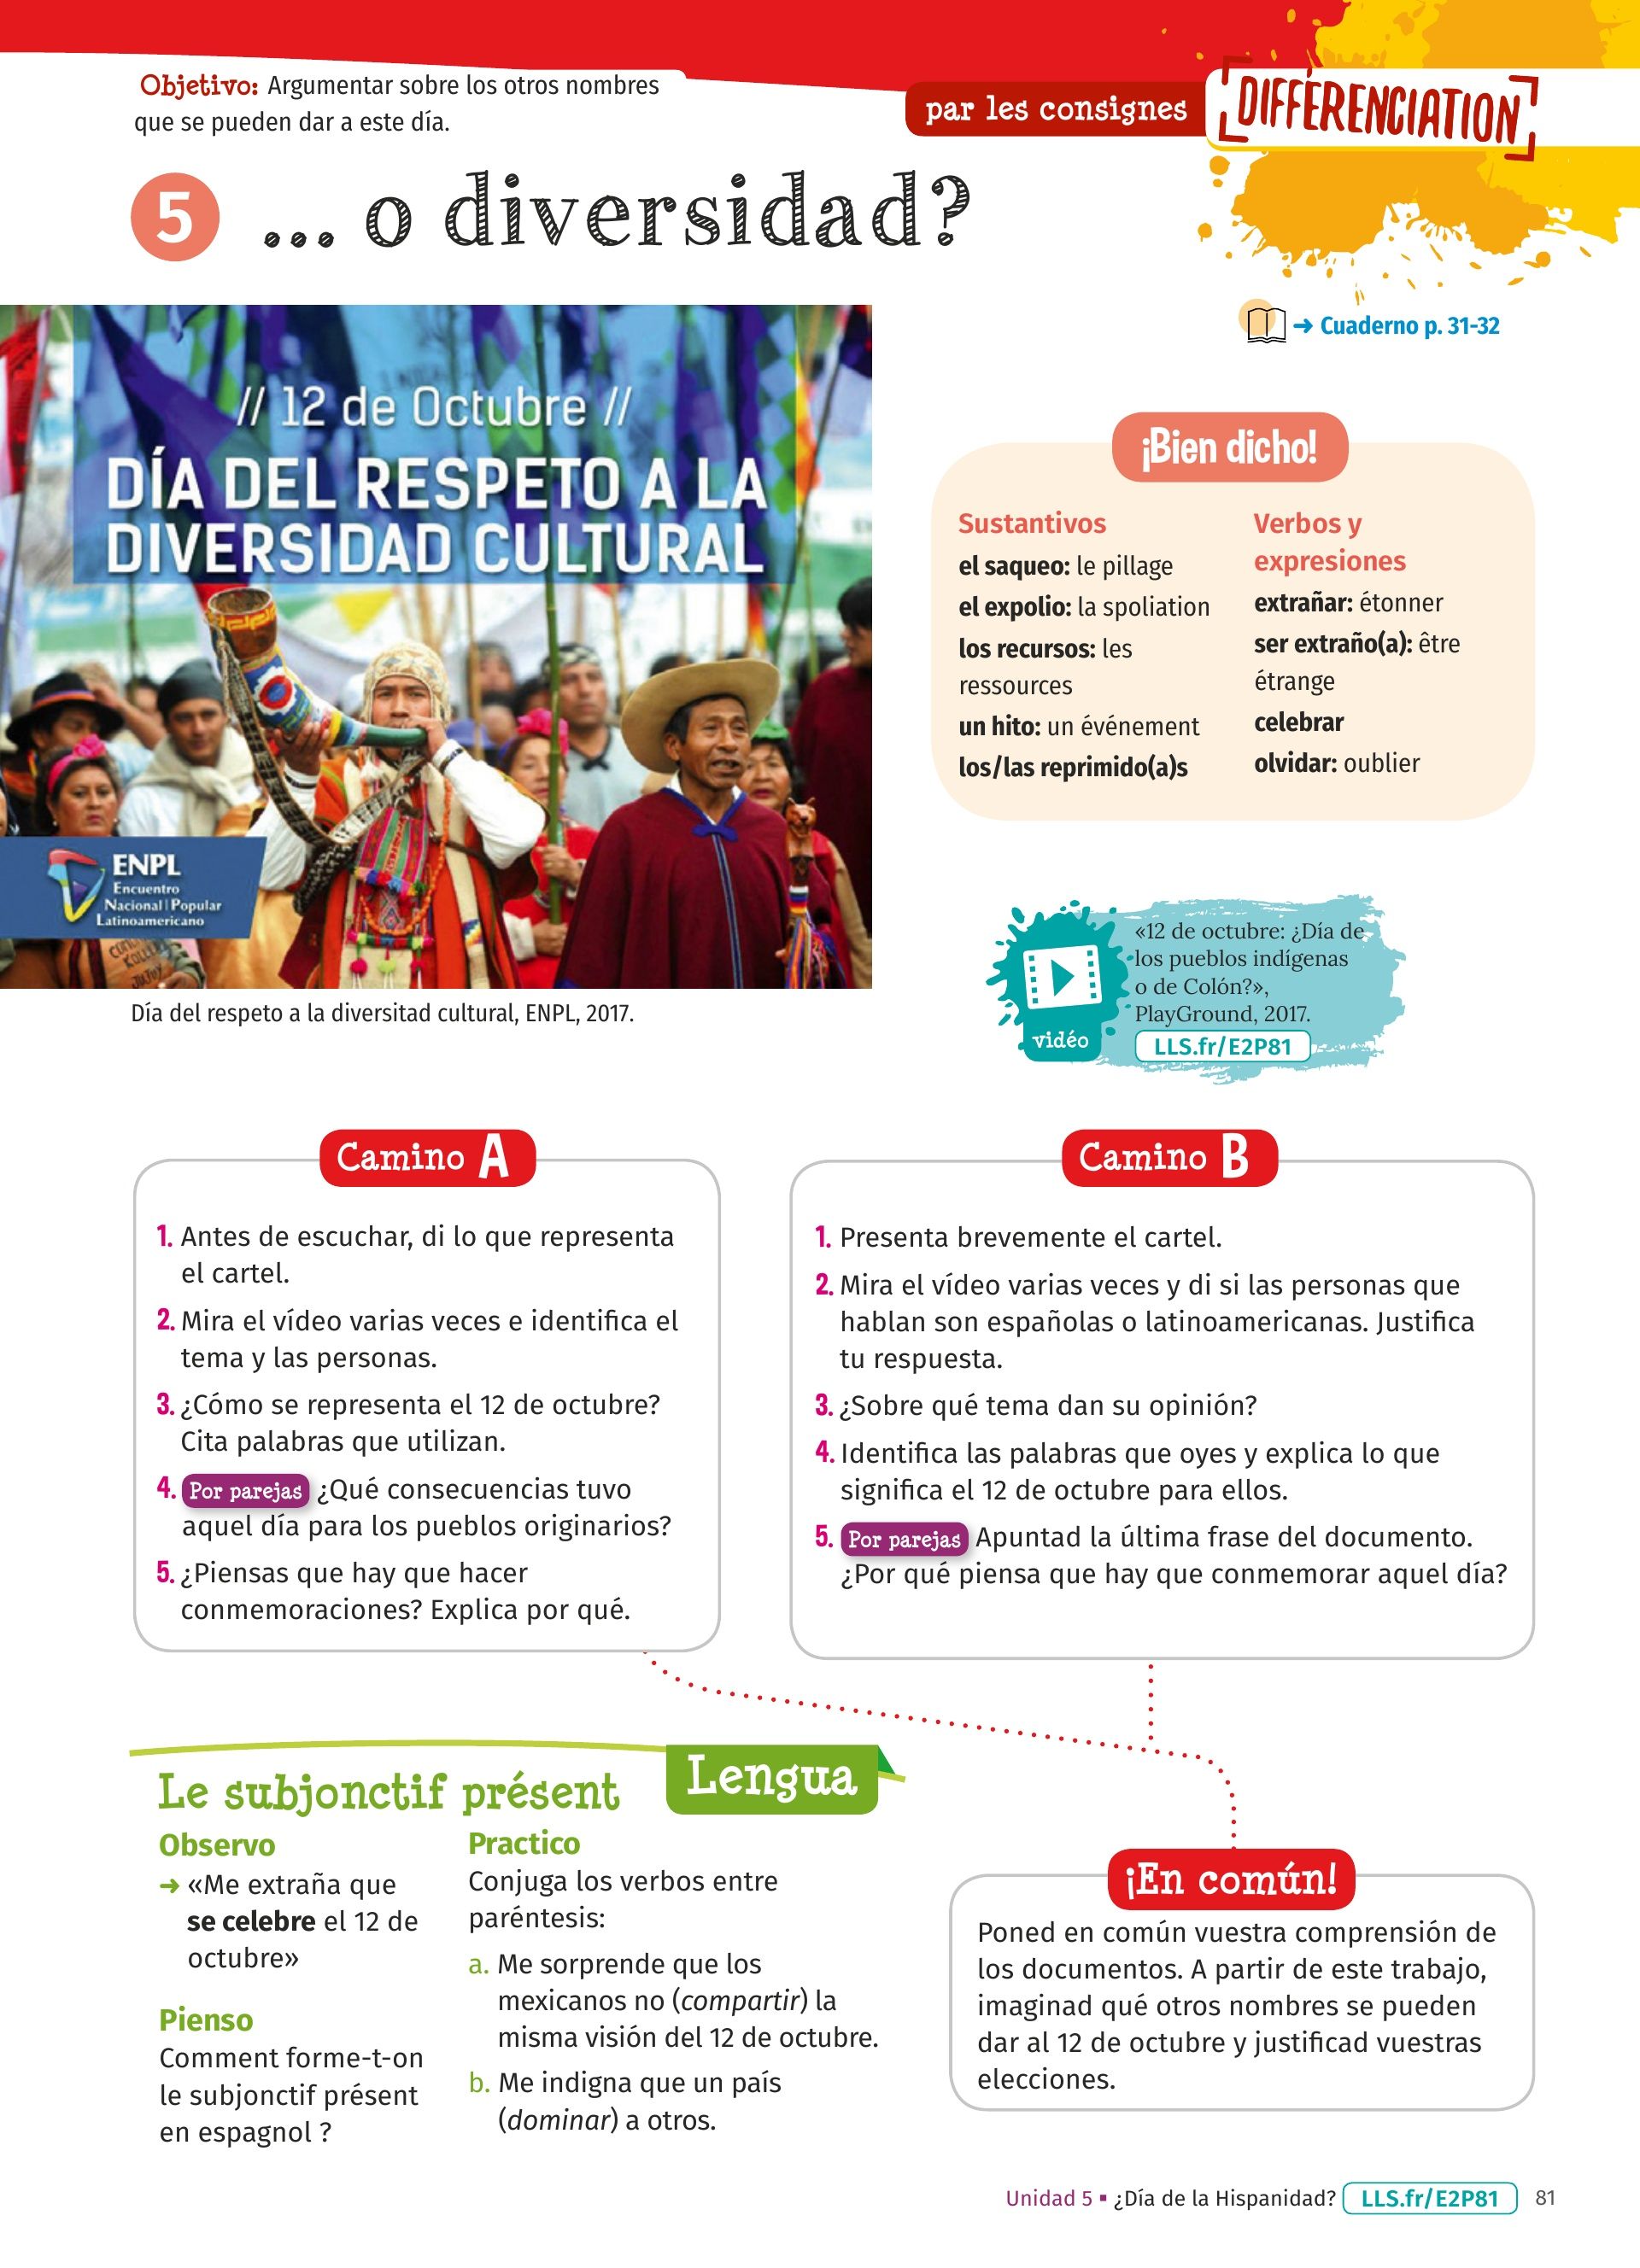 Objetivo: Argumentar sobre los otros nombres
que se pueden dar a este día.
par les consignes
DIFFÉRENCIATION
5 ... o diversidad?
→ Cuaderno p. 31-32
// 12 de Octubre //
DÍA DEL RESPETO A LA
DIVERSIDAD CULTURAL
ENPL
Encuentro
Nacional|Popular
Latinoamericano
Día del respeto a la diversitad cultural, ENPL, 2017.
¡Bien dicho!
Sustantivos
el saqueo: le pillage
el expolio: la spoliation
los recursos: les
ressources
un hito: un événement
los/las reprimido(a)s
Verbos y
expresiones
extrañar: étonner
ser extraño(a): être
étrange
celebrar
olvidar: oublier
vidéo
«12 de octubre: ¿Día de
los pueblos indígenas
o de Colón?»,
PlayGround, 2017.
LLS.fr/E2P81
Camino A
1. Antes de escuchar, di lo que representa
el cartel.
2. Mira el vídeo varias veces e identifica el
tema y las personas.
3. ¿Cómo se representa el 12 de octubre?
Cita palabras que utilizan.
4. Por parejas ¿Qué consecuencias tuvo
aquel día para los pueblos originarios?
5. ¿Piensas que hay que hacer
conmemoraciones? Explica por qué.
Camino B
1. Presenta brevemente el cartel.
2. Mira el vídeo varias veces y di si las personas que
hablan son españolas o latinoamericanas. Justifica
tu respuesta.
3. ¿Sobre qué tema dan su opinión?
4. Identifica las palabras que oyes y explica lo que
significa el 12 de octubre para ellos.
5. Por parejas Apuntad la última frase del documento.
¿Por qué piensa que hay que conmemorar aquel día?
Lengua
Le subjonctif présent
Observo
→ «Me extraña que
se celebre el 12 de
octubre»
Pienso
Comment forme-t-on
le subjonctif présent
en espagnol ?
Practico
Conjuga los verbos entre
paréntesis:
a. Me sorprende que los
mexicanos no (compartir) la
misma visión del 12 de octubre.
b. Me indigna que un país
(dominar) a otros.
¡En común!
Poned en común vuestra comprensión de
los documentos. A partir de este trabajo,
imaginad qué otros nombres se pueden
dar al 12 de octubre y justificad vuestras
elecciones.
Unidad 5 ▪ ¿Día de la Hispanidad? LLS.fr/E2P81 81